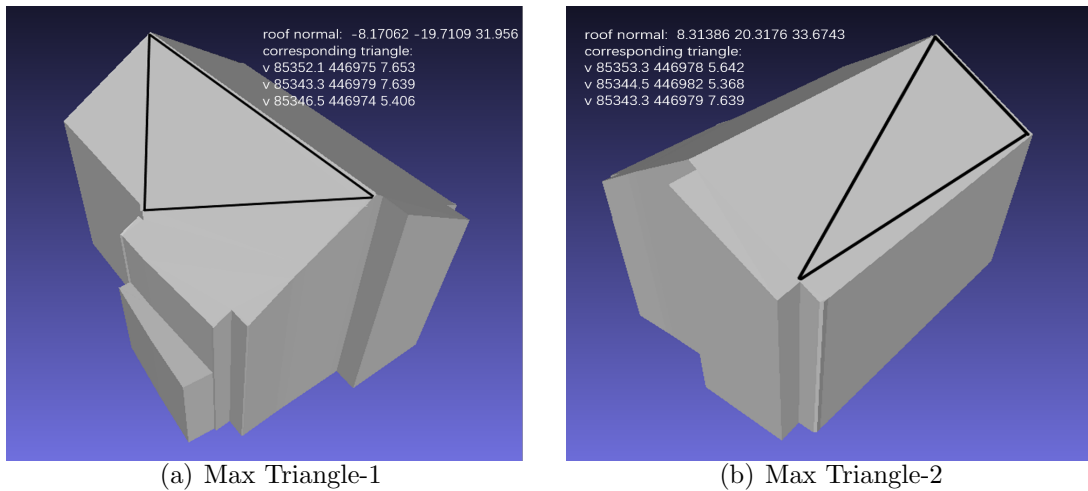 roof normal: -8.17062 -19.7109 31.956
corresponding triangle:
v 85352.1 446975 7.653
v 85343.3 446979 7.639
v 85346.5 446974 5.406
roof normal: 8.31386 20.3176 33.6743
corresponding triangle:
v 85353.3 446978 5.642
v 85344.5 446982 5.368
v 85343.3 446979 7.639
(a) Max Triangle-1
(b) Max Triangle-2